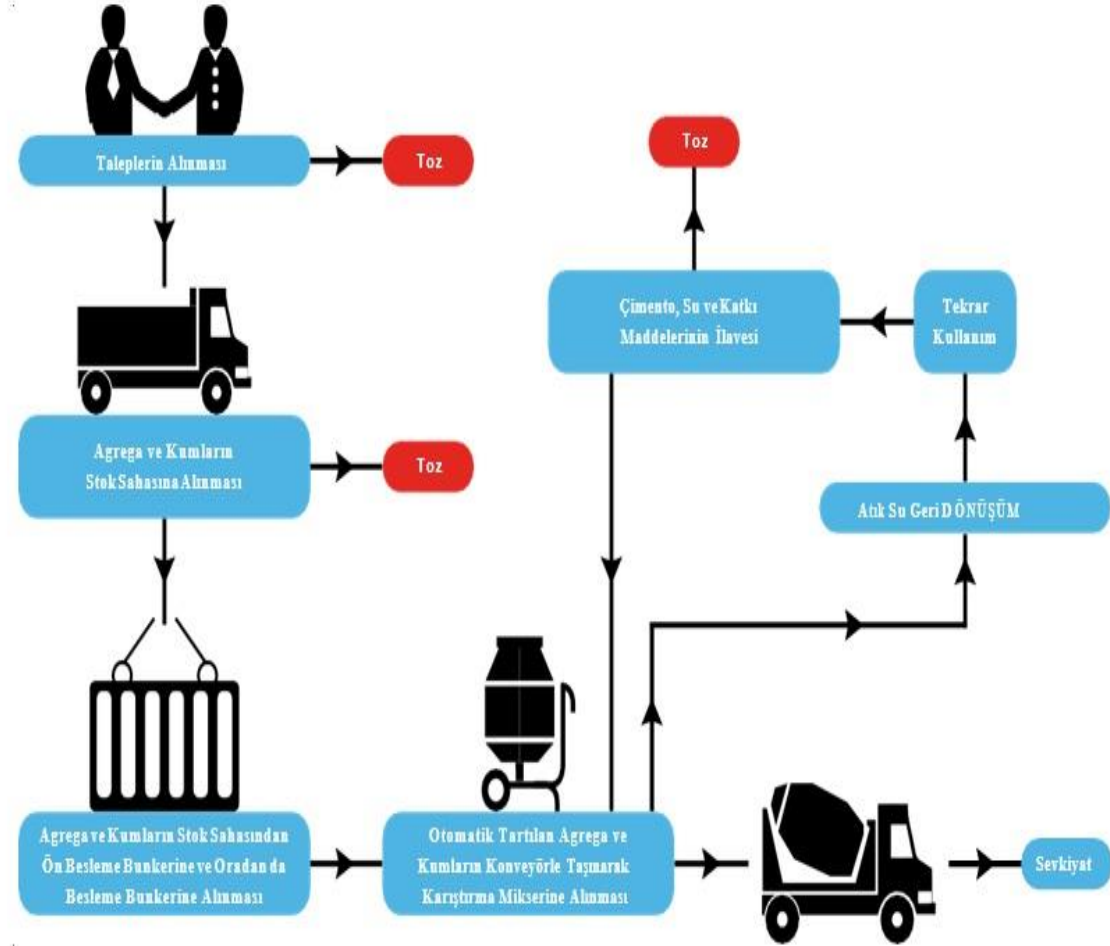 Taleplerin Alınması
Toz
Agrega ve Kumların
Stok Sahasına Alınması
Toz
Agrega ve Kumların Stok Sahasından
Ön Besleme Bunkerine ve Oradan da
Besleme Bunkerine Alınması
Otomatik Tartılan Agrega ve
Kumların Konveyörle Taşınarak
Karıştırma Mikserine Alınması
Toz
Çimento, Su ve Katkı
Maddelerinin İlavesi
Tekrar
Kullanım
Atık Su Geri DÖNÜŞÜM
Sevkiyat